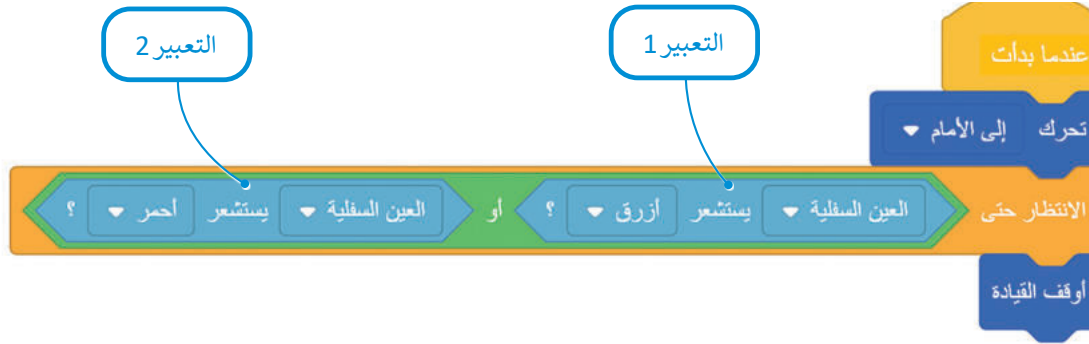 التعبير 1
التعبير 2
عندما بدأت
تحرك إلى الأمام
الانتظار حتى العين السفلية يستشعر أزرق ؟ أو العين السفلية يستشعر أحمر ؟
أوقف القيادة